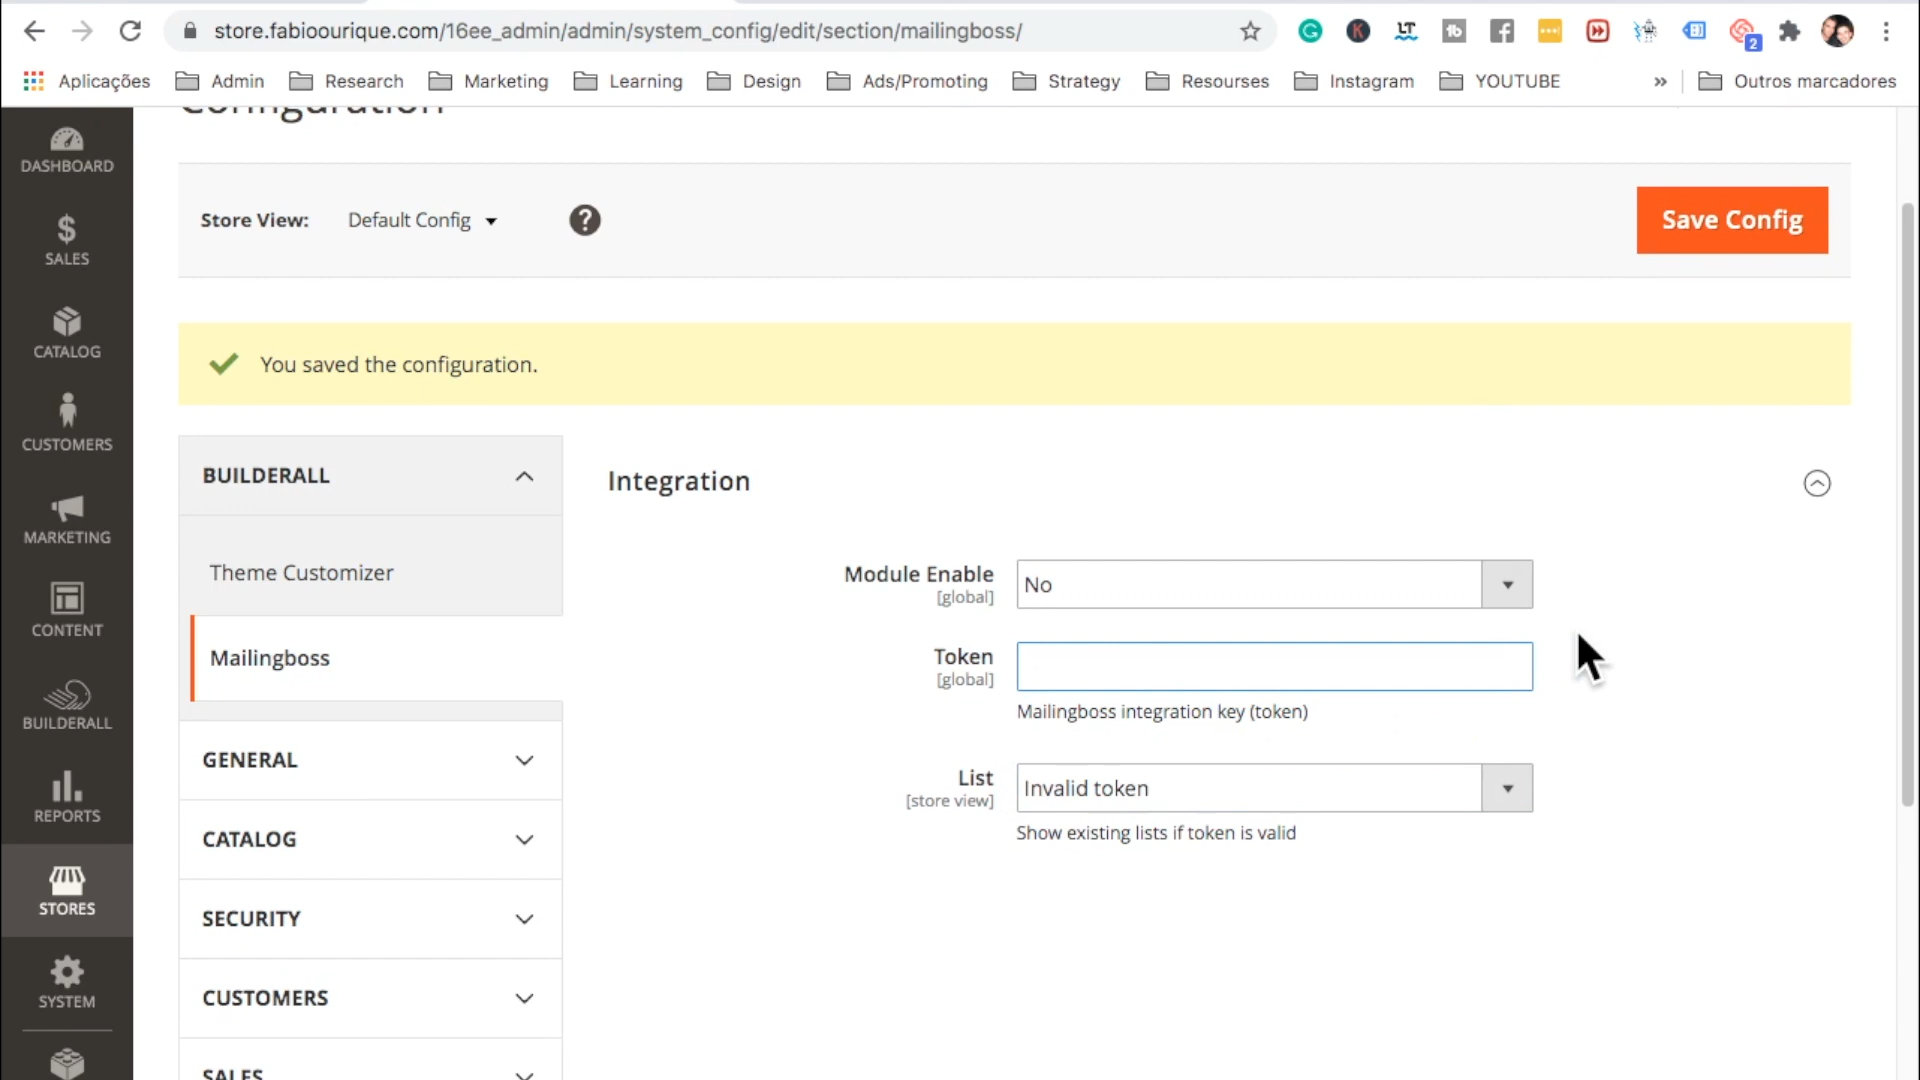 store.fabioourique.com/16ee_admin/admin/system_config/edit/section/mailingboss/
2
Aplicações Admin Research Marketing Learning Design Ads/Promoting Strategy Resourses Instagram YOUTUBE » Outros marcadores
Configuration
Store View: Default Config ?
Save Config
You saved the configuration.
DASHBOARD
SALES
CATALOG
CUSTOMERS
MARKETING
CONTENT
BUILDERALL
REPORTS
STORES
SYSTEM
BUILDERALL
Theme Customizer
Mailingboss
GENERAL
CATALOG
SECURITY
CUSTOMERS
SALES
Integration
Module Enable
[global]
No
Token
[global]
Mailingboss integration key (token)
List
[store view]
Invalid token
Show existing lists if token is valid